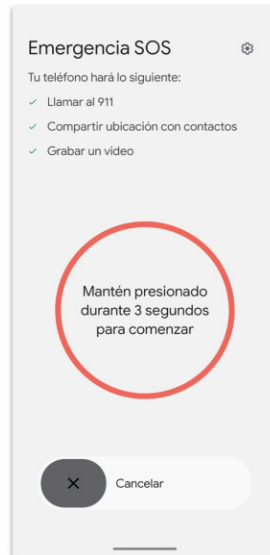 Emergencia SOS
Tu teléfono hará lo siguiente:
Llamar al 911
Compartir ubicación con contactos
Grabar un video
Mantén presionado
durante 3 segundos
para comenzar
Cancelar